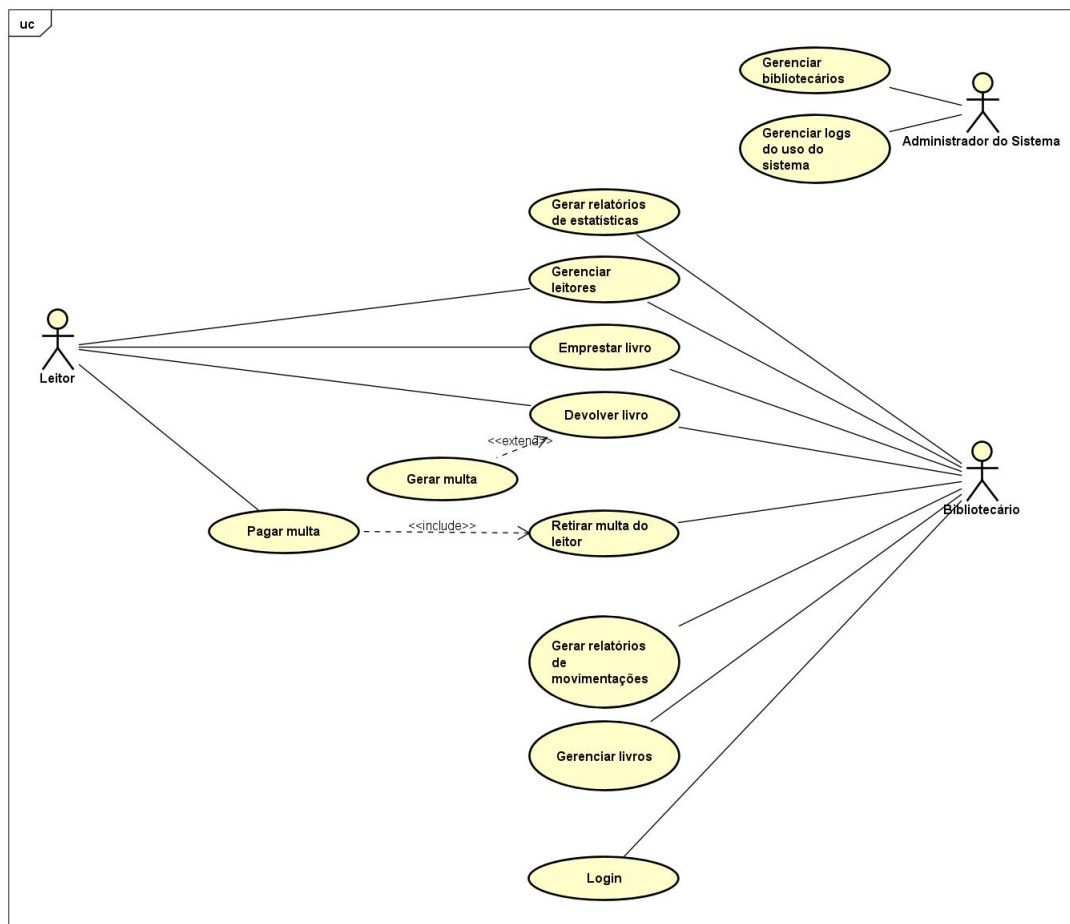 uc
Gerenciar
bibliotecários
Gerenciar logs
do uso do
sistema
Administrador do Sistema
Gerar relatórios
de estatísticas
Gerenciar
leitores
Emprestar livro
Leitor
Devolver livro
<<extend>>
Gerar multa
Pagar multa
<<include>>
Retirar multa do
leitor
Bibliotecário
Gerar relatórios
de
movimentações
Gerenciar livros
Login